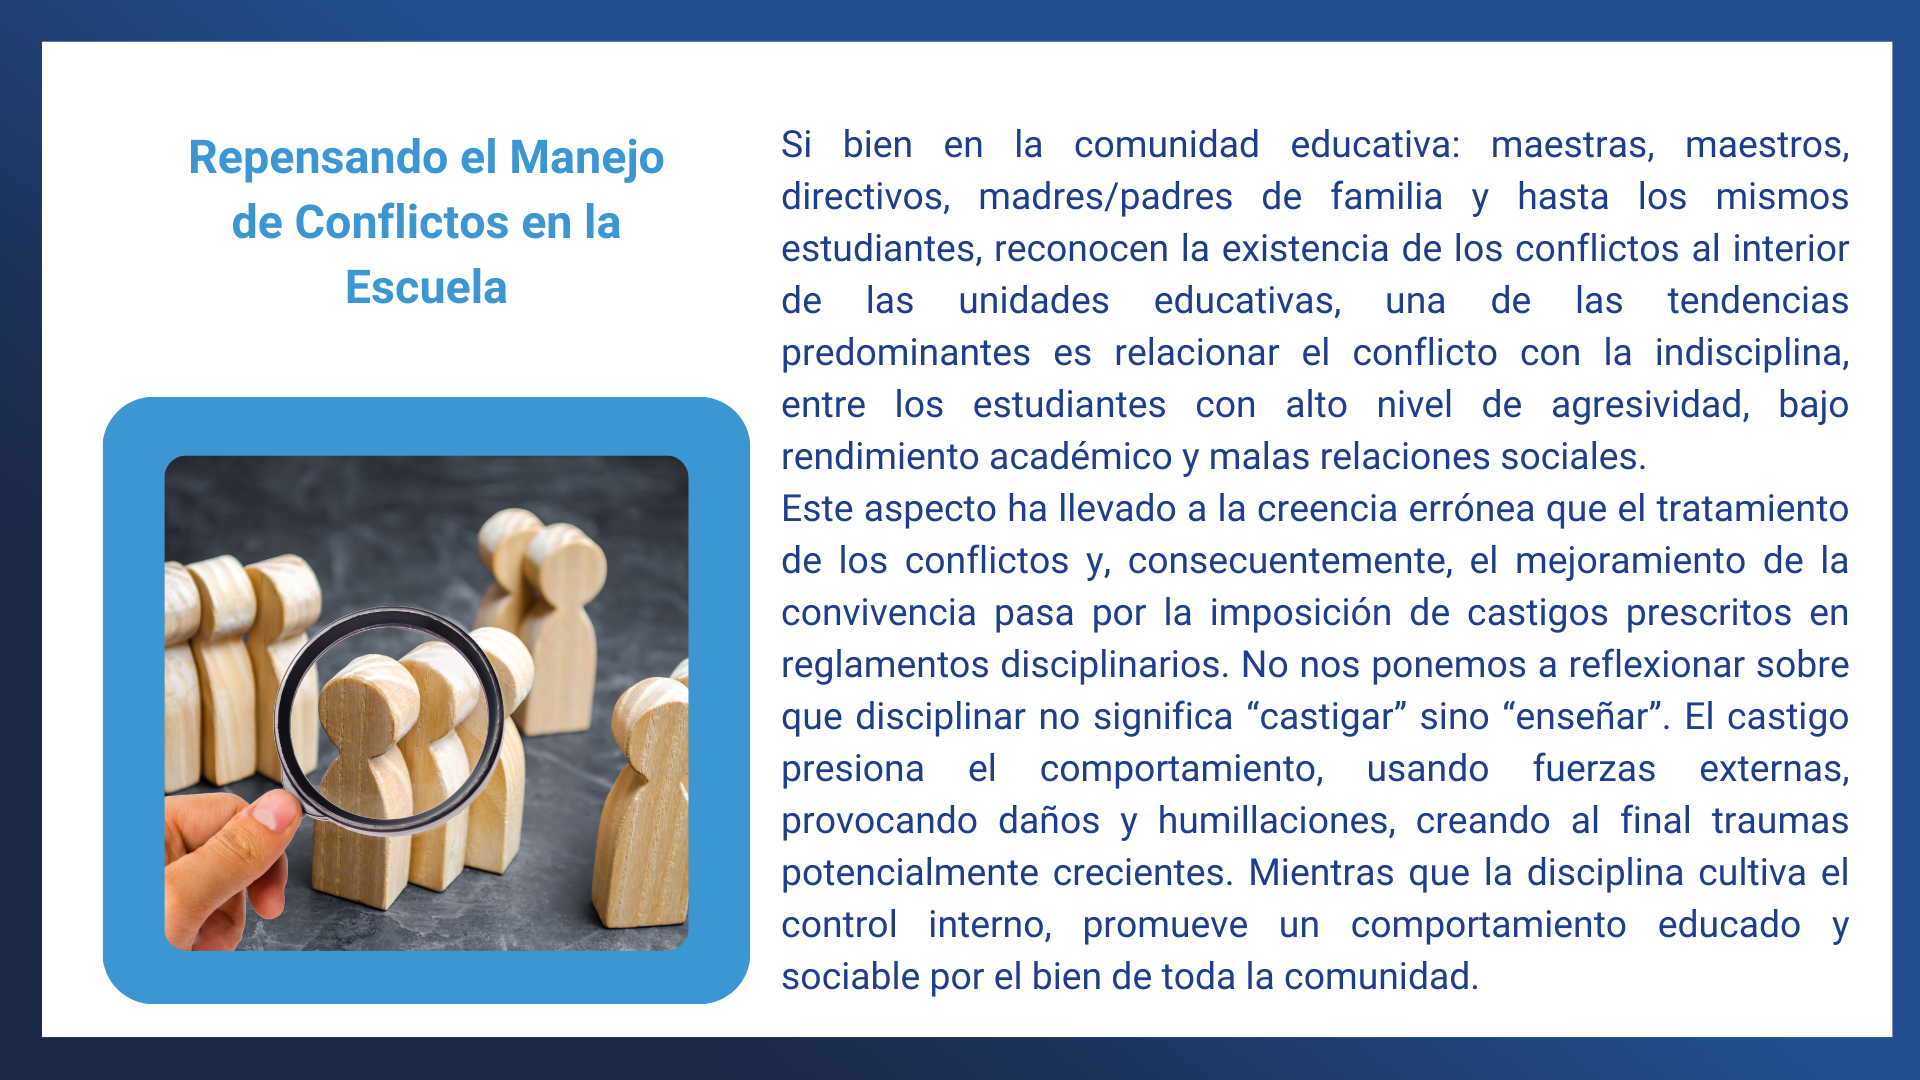 Repensando el Manejo
de Conflictos en la
Escuela
Si bien en la comunidad educativa: maestras, maestros,
directivos, madres/padres de familia y hasta los mismos
estudiantes, reconocen la existencia de los conflictos al interior
de las unidades educativas, una de las tendencias
predominantes es relacionar el conflicto con la indisciplina,
entre los estudiantes con alto nivel de agresividad, bajo
rendimiento académico y malas relaciones sociales.
Este aspecto ha llevado a la creencia errónea que el tratamiento
de los conflictos y, consecuentemente, el mejoramiento de la
convivencia pasa por la imposición de castigos prescritos en
reglamentos disciplinarios. No nos ponemos a reflexionar sobre
que disciplinar no significa “castigar” sino “enseñar”. El castigo
presiona el comportamiento, usando fuerzas externas,
provocando daños y humillaciones, creando al final traumas
potencialmente crecientes. Mientras que la disciplina cultiva el
control interno, promueve un comportamiento educado y
sociable por el bien de toda la comunidad.